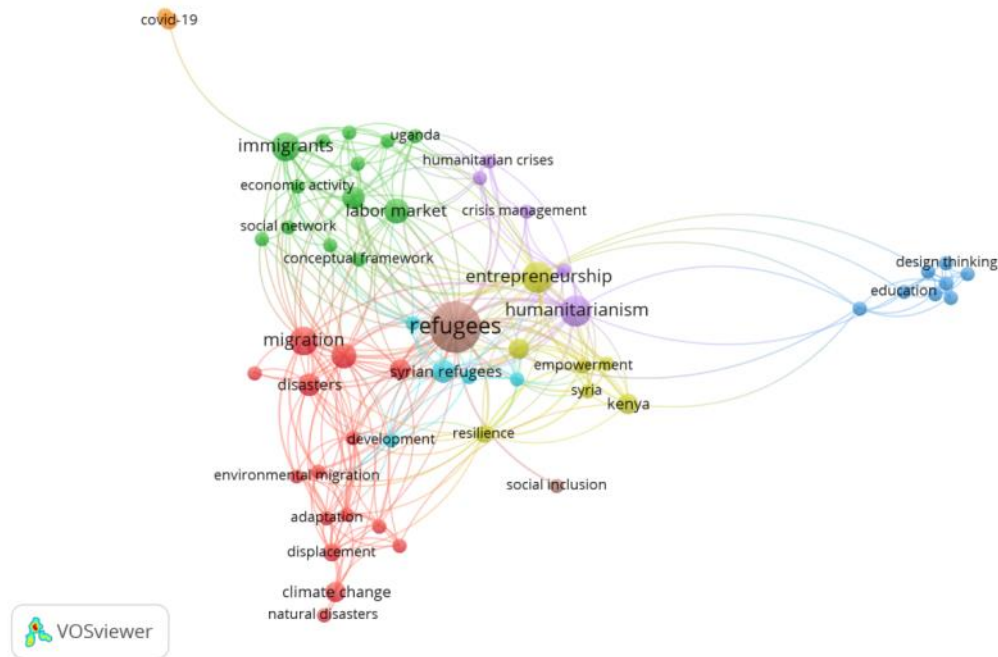 covid-19
immigrants
uganda
humanitarian crises
economic activity
labor market
crisis management
social network
conceptual framework
design thinking
entrepreneurship
education
humanitarianism
refugees
migration
syrian refugees
empowerment
disasters
syria
kenya
development
resilience
environmental migration
social inclusion
adaptation
displacement
climate change
natural disasters
VOSviewer